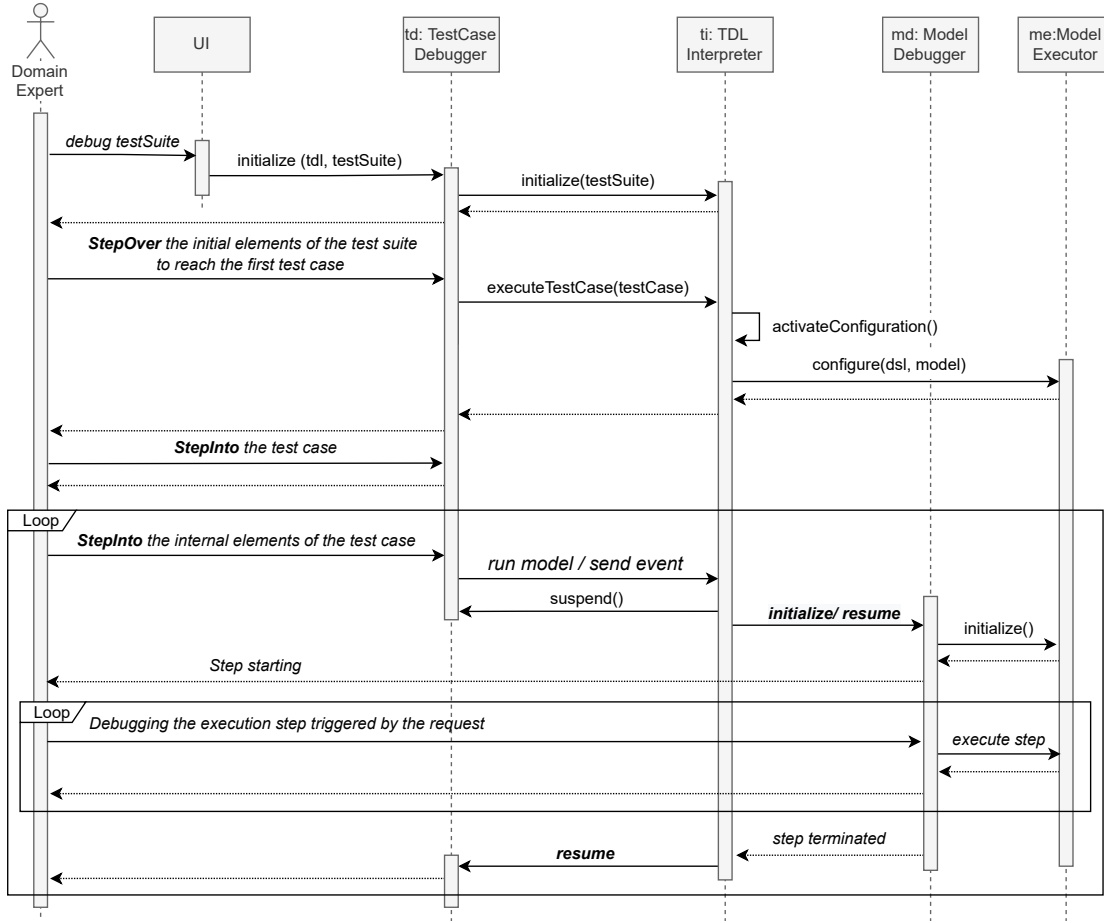 Domain
Expert
UI
td: TestCase
Debugger
ti: TDL
Interpreter
md: Model
Debugger
me:Model
Executor
debug testSuite
initialize (tdl, testSuite)
initialize(testSuite)
StepOver the initial elements of the test suite
to reach the first test case
executeTestCase(testCase)
activateConfiguration()
configure(dsl, model)
StepInto the test case
Loop
StepInto the internal elements of the test case
run model / send event
suspend()
initialize/ resume
initialize()
Step starting
Loop
Debugging the execution step triggered by the request
execute step
step terminated
resume